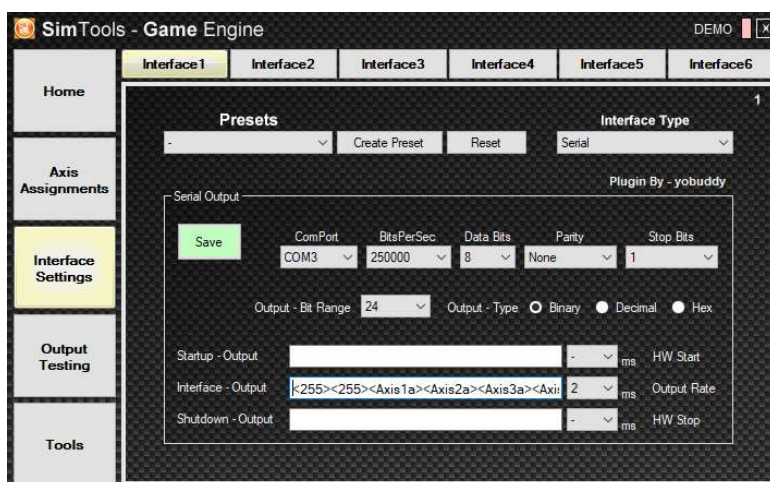 SimTools - Game Engine DEMO X
Interface1 Interface2 Interface3 Interface4 Interface5 Interface6
Home
1
Presets Interface Type
- Create Preset Reset Serial
Axis Assignments
Plugin By - yobuddy
Serial Output
Save
ComPort BitsPerSec Data Bits Parity Stop Bits
COM3 250000 8 None 1
Interface Settings
Output - Bit Range 24 Output - Type Binary Decimal Hex
Output Testing
Startup - Output - ms HW Start
Interface - Output <255><255><Axis1a><Axis2a><Axis3a><Axi 2 ms Output Rate
Shutdown - Output - ms HW Stop
Tools